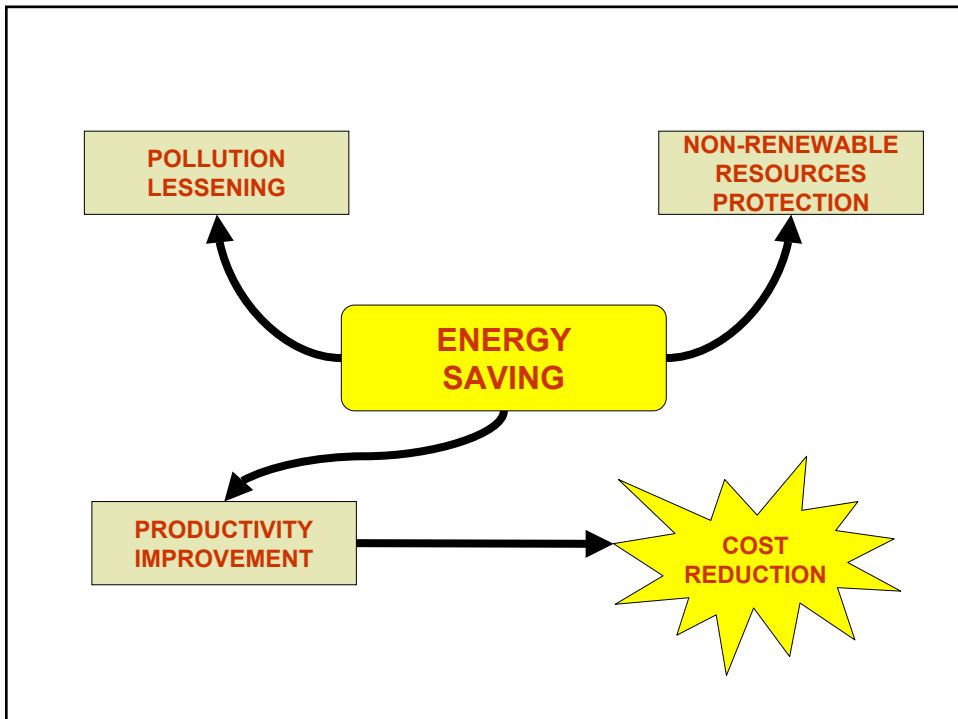 POLLUTION
LESSENING
NON-RENEWABLE
RESOURCES
PROTECTION
ENERGY
SAVING
PRODUCTIVITY
IMPROVEMENT
COST
REDUCTION